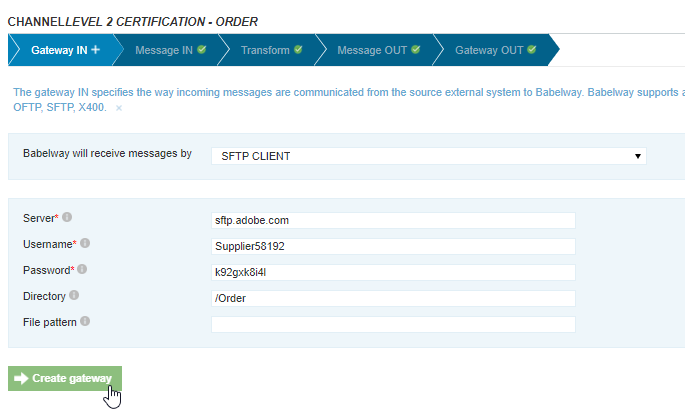 CHANNELLEVEL 2 CERTIFICATION - ORDER
Gateway IN + Message IN Transform Message OUT Gateway OUT
The gateway IN specifies the way incoming messages are communicated from the source external system to Babelway. Babelway supports a
OFTP, SFTP, X400. ×
Babelway will receive messages by SFTP CLIENT
Server* sftp.adobe.com
Username* Supplier58192
Password* k92gxk8i4l
Directory /Order
File pattern
Create gateway